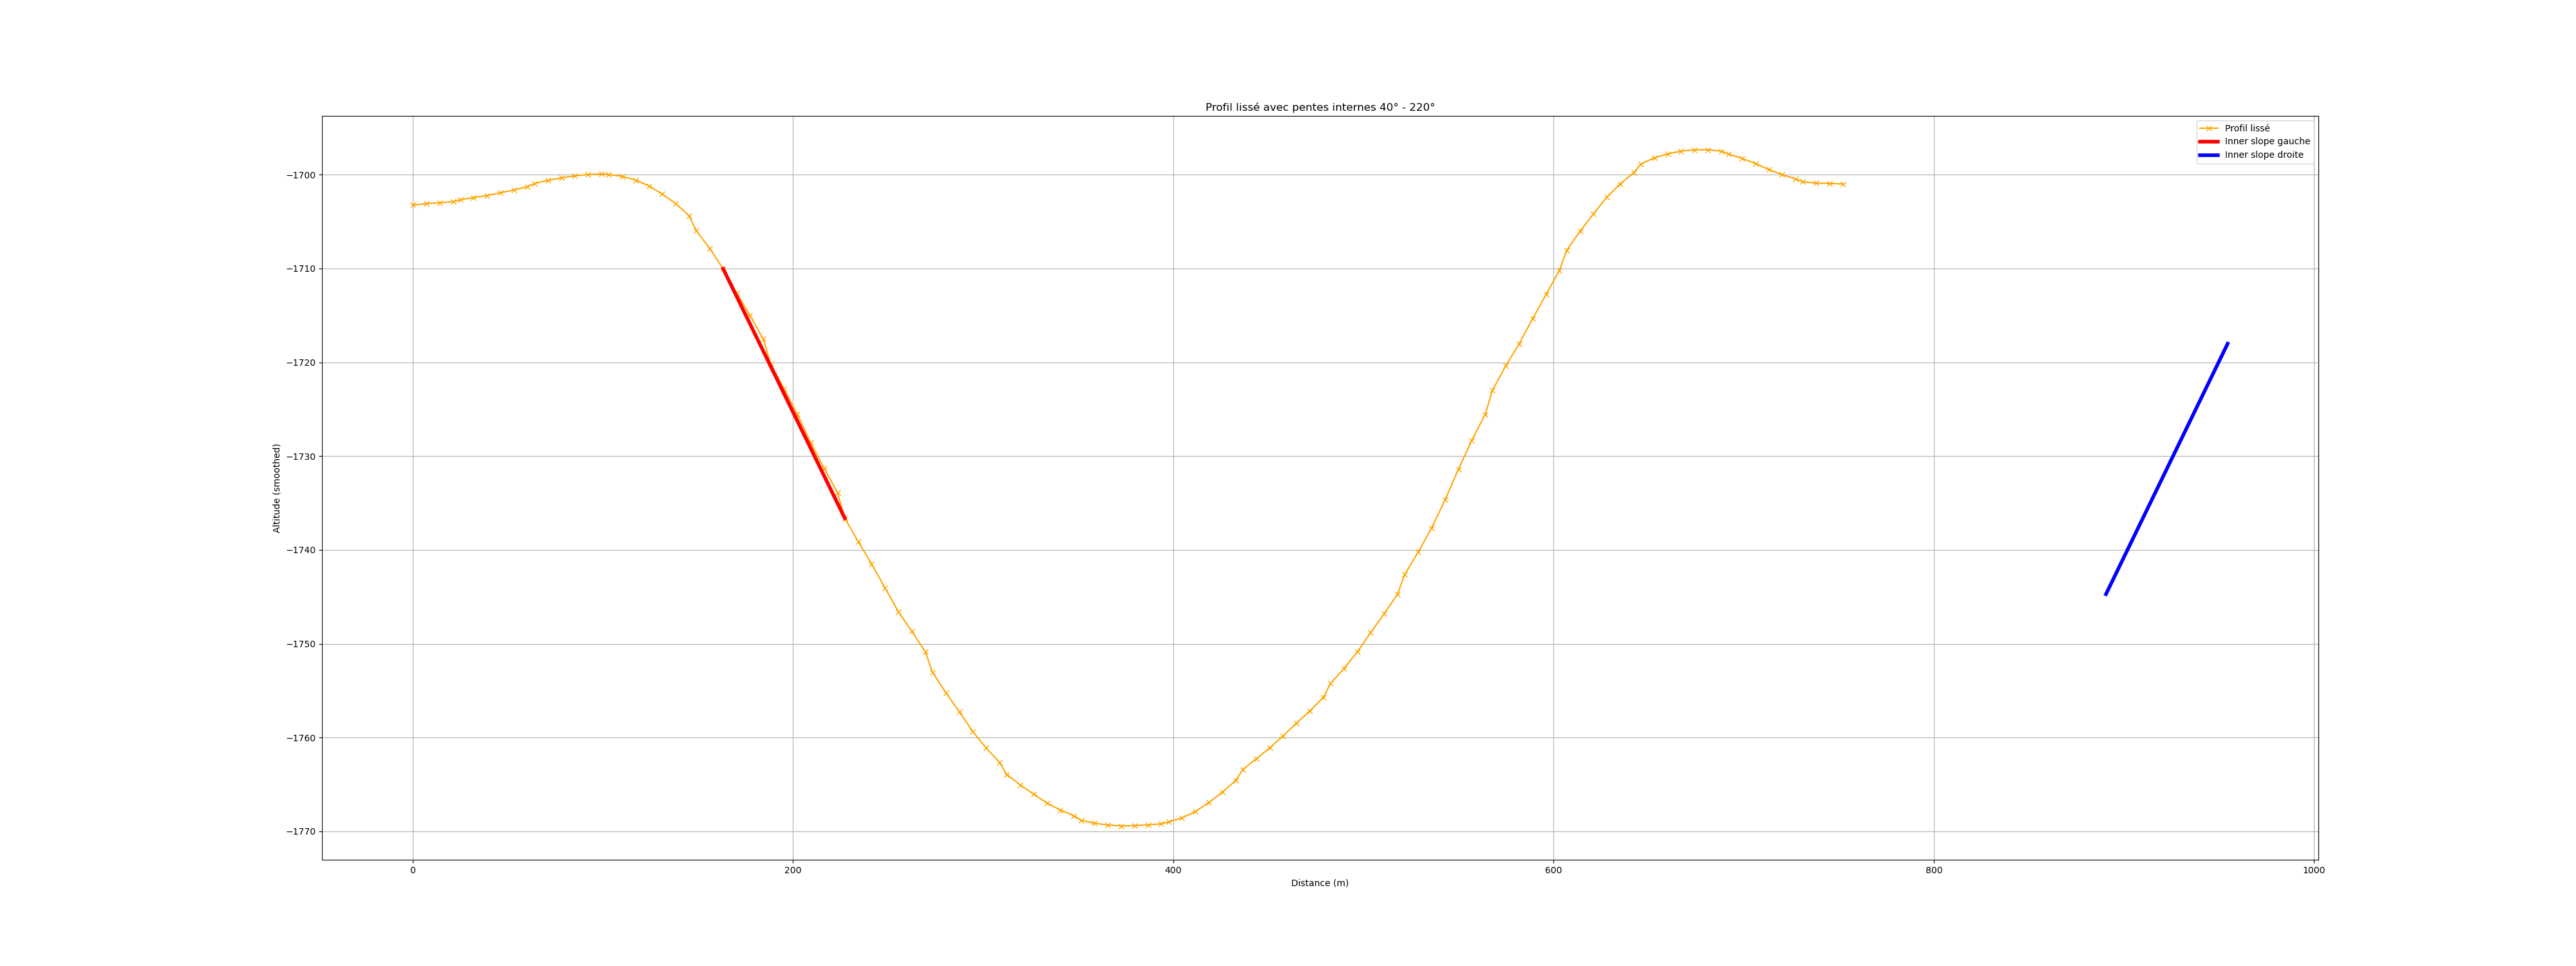 Profil lissé avec pentes internes 40° - 220°
Profil lissé
Inner slope gauche
Inner slope droite
Altitude (smoothed)
−1700
−1710
−1720
−1730
−1740
−1750
−1760
−1770
0 200 400 600 800 1000
Distance (m)